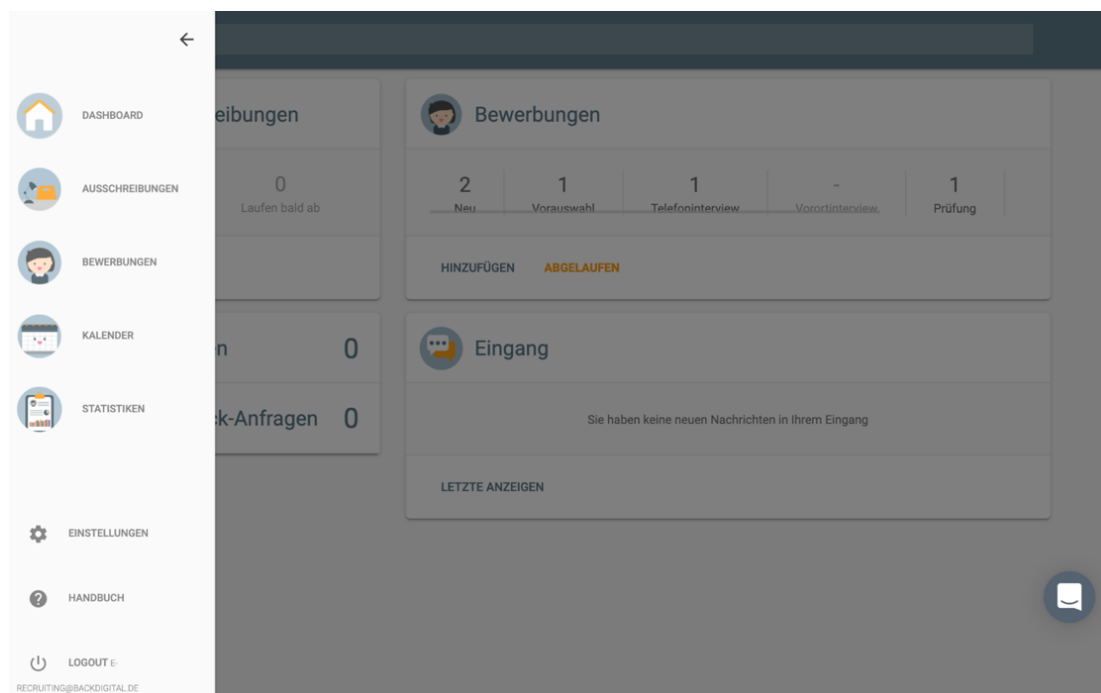 DASHBOARD
AUSSCHREIBUNGEN
BEWERBUNGEN
KALENDER
STATISTIKEN
EINSTELLUNGEN
HANDBUCH
LOGOUT E-
RECRUITING@BACKDIGITAL.DE
eibungen
0
Laufen bald ab
n 0
k-Anfragen 0
Bewerbungen
2 1 1 - 1
Neu Vorauswahl Telefoninterview Vorortinterview Prüfung
HINZUFÜGEN ABGELAUFEN
Eingang
Sie haben keine neuen Nachrichten in Ihrem Eingang
LETZTE ANZEIGEN